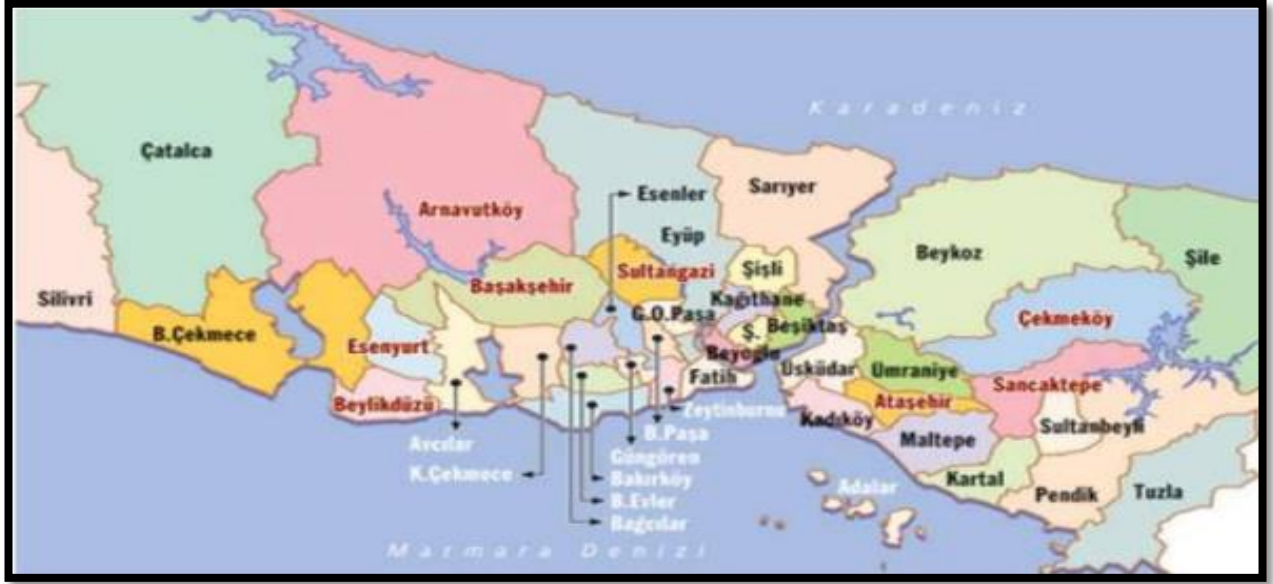 Karadeniz
Çatalca
Sarıyer
Esenler
Arnavutköy
Eyüp
Beykoz
Şile
Sultangazi
Şişli
Başakşehir
Silivri
Kağıthane
G.O.Paşa
Çekmeköy
B.Çekmece
Ş.
Beşiktaş
Esenyurt
Beyoğlu
Fatih
Üsküdar
Ümraniye
Sancaktepe
Beylikdüzü
Ataşehir
Zeytinburnu
Kadıköy
Sultanbeyli
B.Paşa
Maltepe
Avcılar
Güngören
K.Çekmece
Bakırköy
Kartal
Adalar
Pendik
Tuzla
B.Evler
Bağcılar
Marmara Denizi